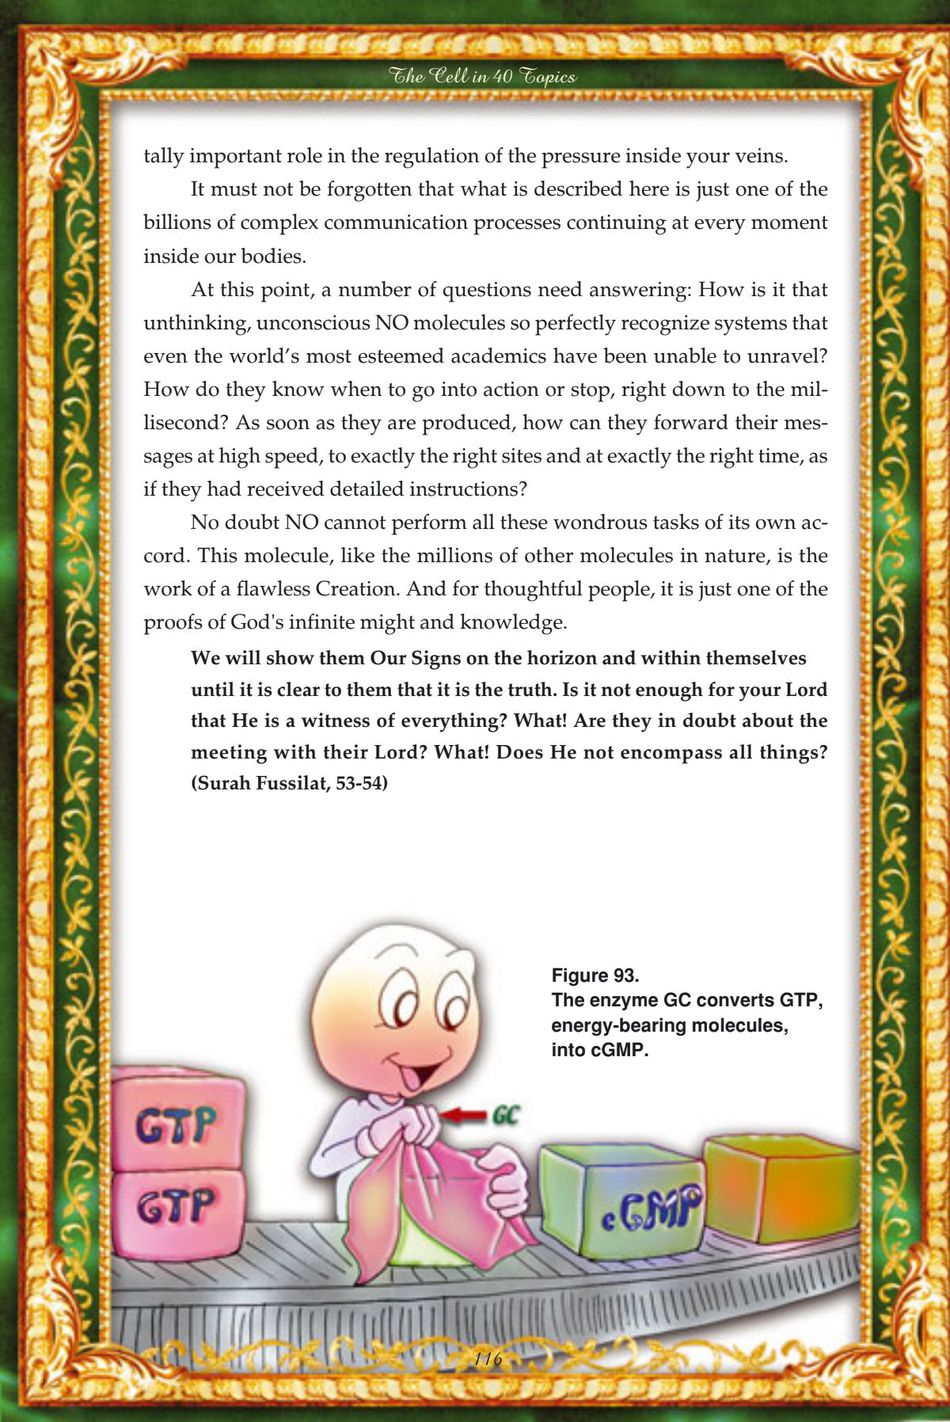 The Cell in 40 Topics
tally important role in the regulation of the pressure inside your veins.
It must not be forgotten that what is described here is just one of the
billions of complex communication processes continuing at every moment
inside our bodies.
At this point, a number of questions need answering: How is it that
unthinking, unconscious NO molecules so perfectly recognize systems that
even the world’s most esteemed academics have been unable to unravel?
How do they know when to go into action or stop, right down to the mil-
lisecond? As soon as they are produced, how can they forward their mes-
sages at high speed, to exactly the right sites and at exactly the right time, as
if they had received detailed instructions?
No doubt NO cannot perform all these wondrous tasks of its own ac-
cord. This molecule, like the millions of other molecules in nature, is the
work of a flawless Creation. And for thoughtful people, it is just one of the
proofs of God's infinite might and knowledge.
We will show them Our Signs on the horizon and within themselves
until it is clear to them that it is the truth. Is it not enough for your Lord
that He is a witness of everything? What! Are they in doubt about the
meeting with their Lord? What! Does He not encompass all things?
(Surah Fussilat, 53-54)
Figure 93.
The enzyme GC converts GTP,
energy-bearing molecules,
into cGMP.
GTP
GC
GTP
cGMP
116